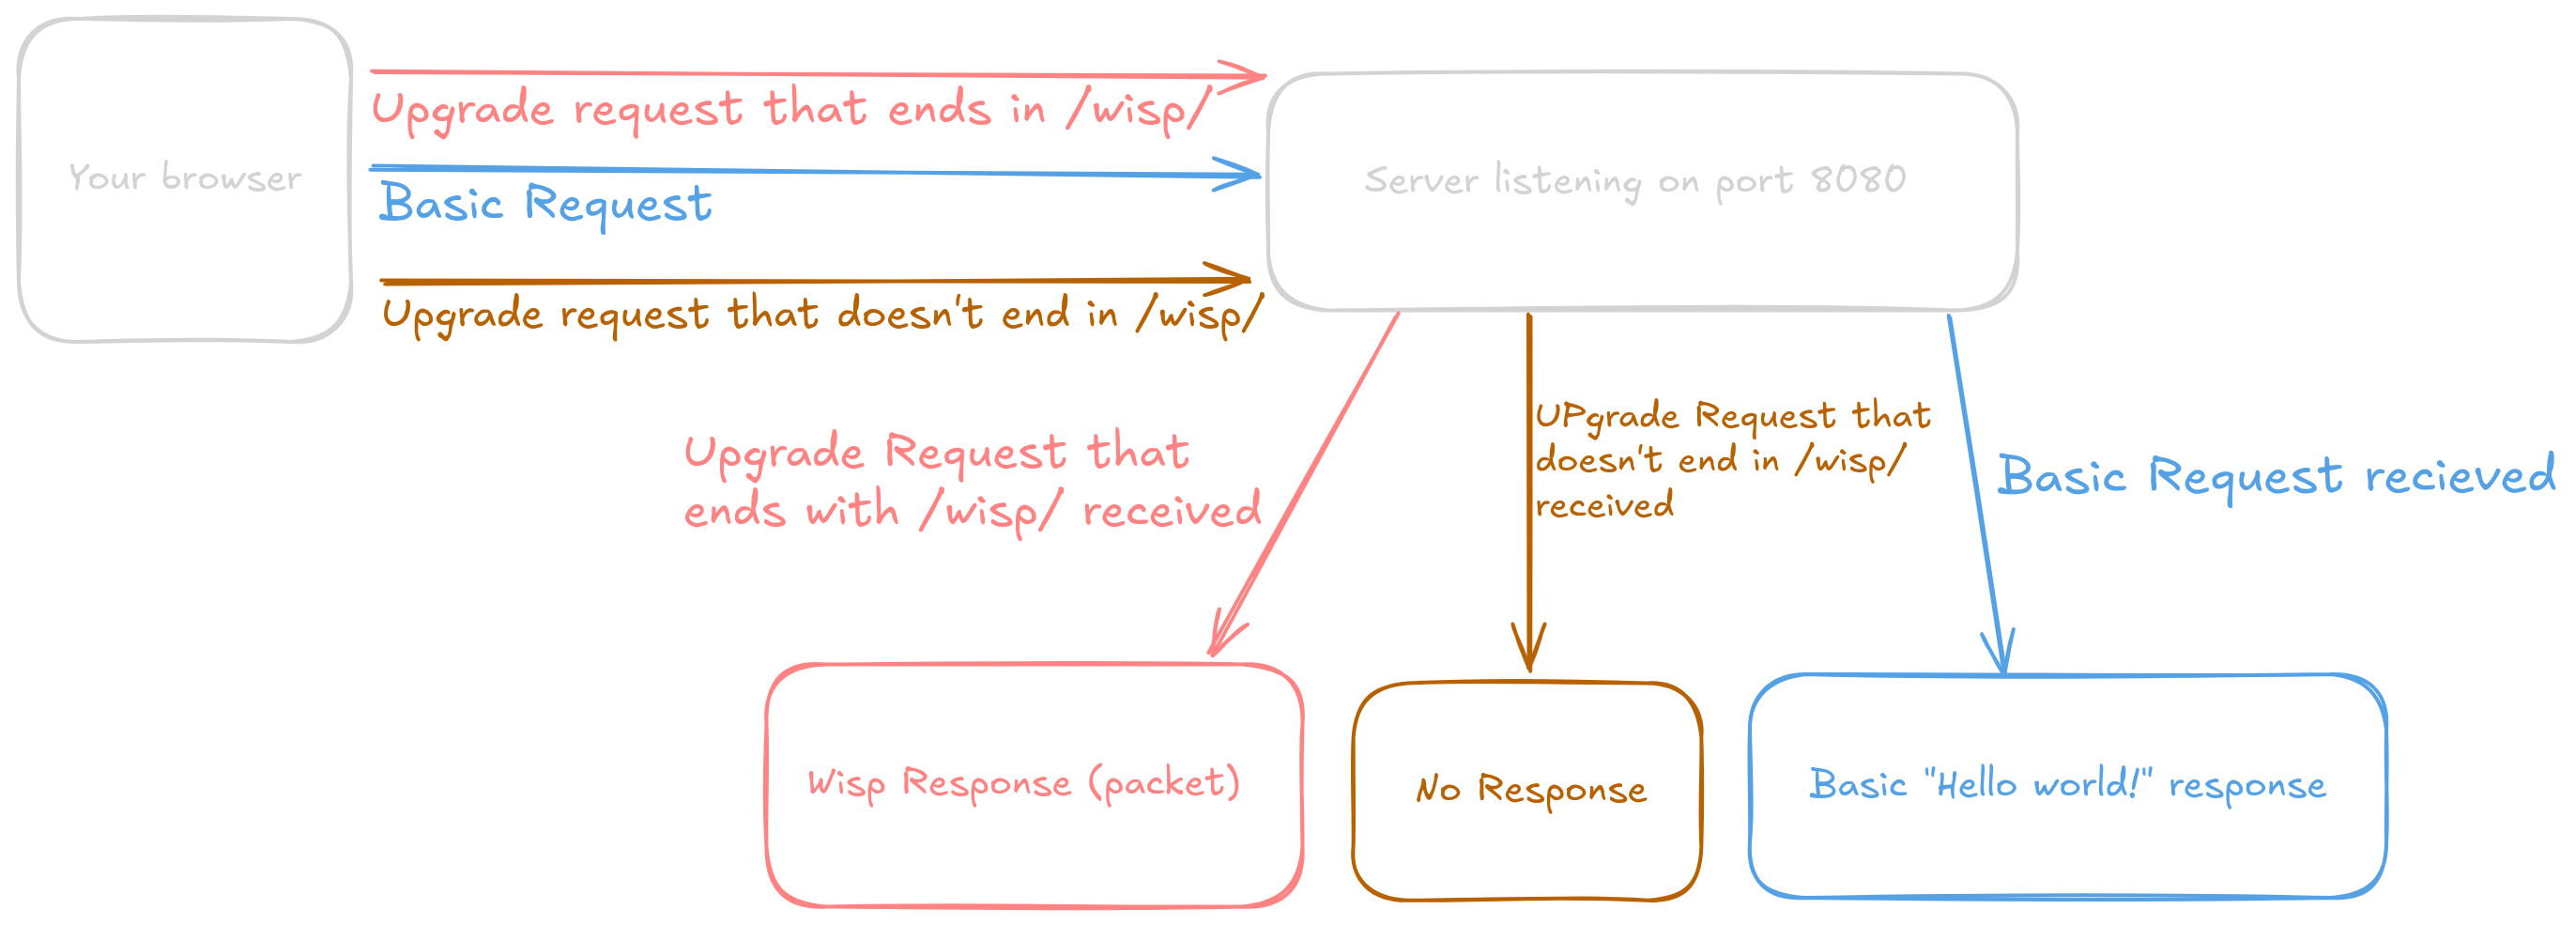 Your browser
Upgrade request that ends in /wisp/
Basic Request
Upgrade request that doesn't end in /wisp/
Server listening on port 8080
Upgrade Request that
ends with /wisp/ received
UPgrade Request that
doesn't end in /wisp/
received
Basic Request recieved
Wisp Response (packet)
No Response
Basic "Hello world!" response